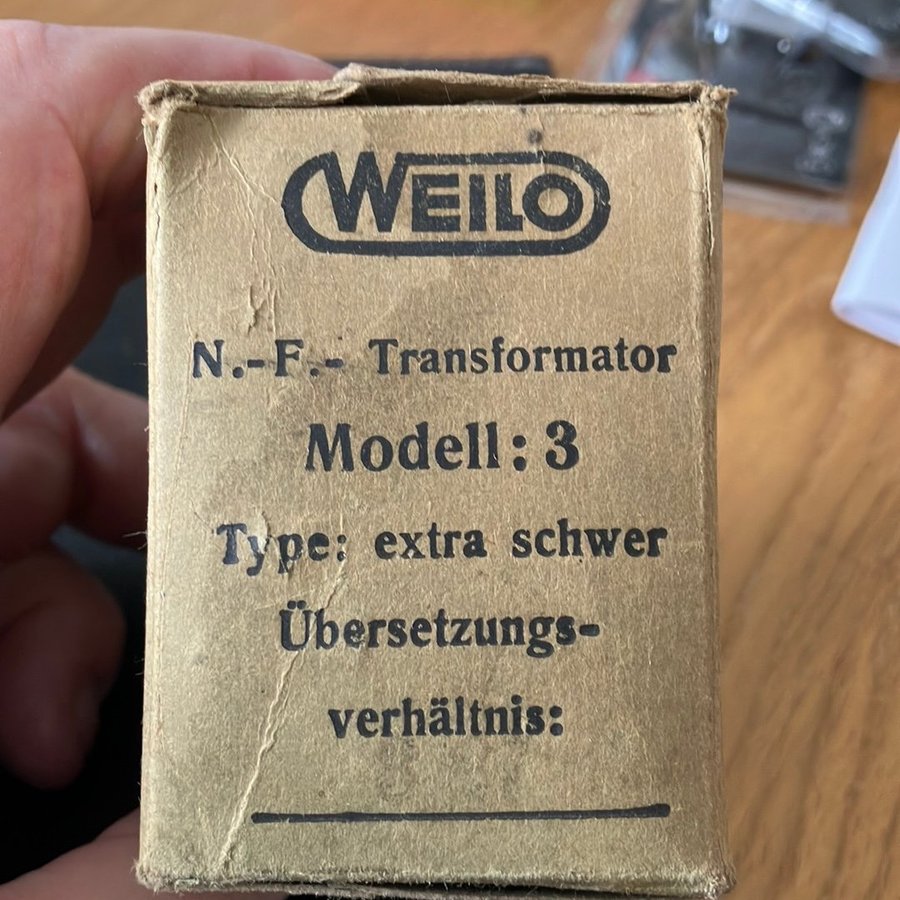 WEILO
N.-F.- Transformator
Modell: 3
Type: extra schwer
Übersetzungs-
verhältnis: